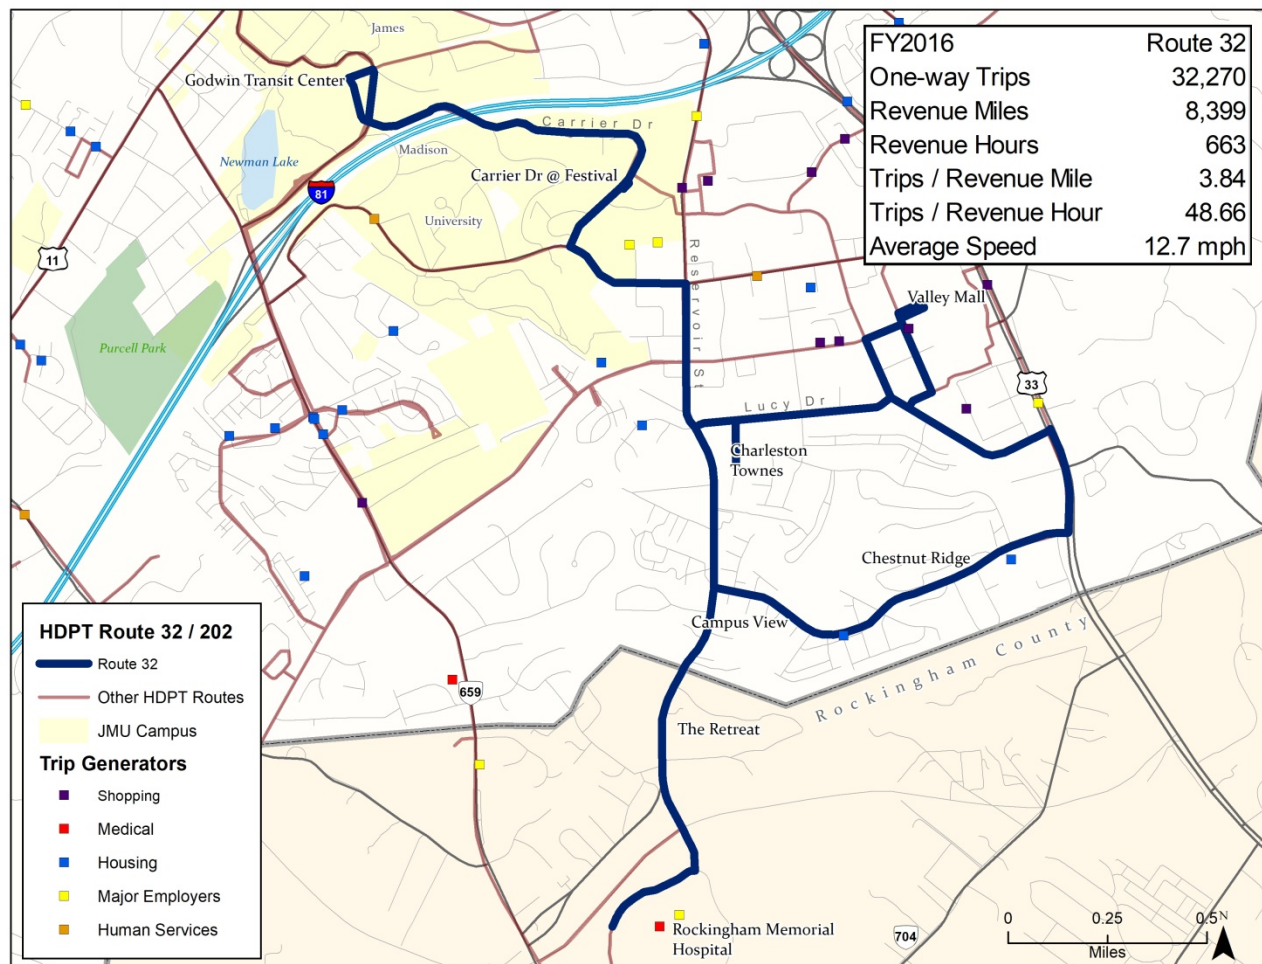 James
FY2016 Route 32
One-way Trips 32,270
Revenue Miles 8,399
Revenue Hours 663
Trips / Revenue Mile 3.84
Trips / Revenue Hour 48.66
Average Speed 12.7 mph
Godwin Transit Center
Carrier Dr
Madison
Newman Lake
Carrier Dr @ Festival
81
University
11
Reservoir St
Valley Mall
Purcell Park
33
Lucy Dr
Charleston
Townes
Chestnut Ridge
Campus View
Rockingham County
HDPT Route 32 / 202
Route 32
Other HDPT Routes
JMU Campus
Trip Generators
Shopping
Medical
Housing
Major Employers
Human Services
659
The Retreat
Rockingham Memorial
Hospital
704
0 0.25 0.5
Miles
N